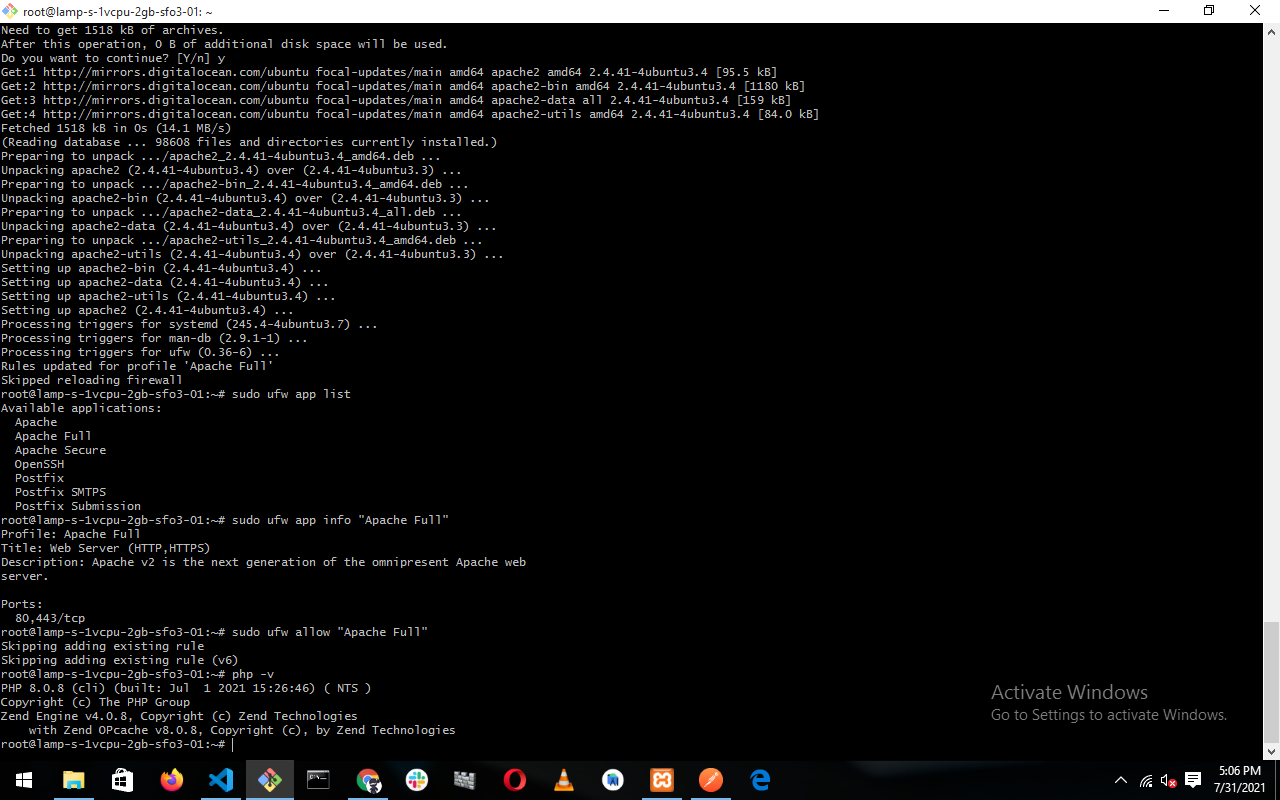 root@lamp-s-1vcpu-2gb-sfo3-01: ~
Need to get 1518 kB of archives.
After this operation, 0 B of additional disk space will be used.
Do you want to continue? [Y/n] y
Get:1 http://mirrors.digitalocean.com/ubuntu focal-updates/main amd64 apache2 amd64 2.4.41-4ubuntu3.4 [95.5 kB]
Get:2 http://mirrors.digitalocean.com/ubuntu focal-updates/main amd64 apache2-bin amd64 2.4.41-4ubuntu3.4 [1180 kB]
Get:3 http://mirrors.digitalocean.com/ubuntu focal-updates/main amd64 apache2-data all 2.4.41-4ubuntu3.4 [159 kB]
Get:4 http://mirrors.digitalocean.com/ubuntu focal-updates/main amd64 apache2-utils amd64 2.4.41-4ubuntu3.4 [84.0 kB]
Fetched 1518 kB in 0s (14.1 MB/s)
(Reading database ... 98608 files and directories currently installed.)
Preparing to unpack .../apache2_2.4.41-4ubuntu3.4_amd64.deb ...
Unpacking apache2 (2.4.41-4ubuntu3.4) over (2.4.41-4ubuntu3.3) ...
Preparing to unpack .../apache2-bin_2.4.41-4ubuntu3.4_amd64.deb ...
Unpacking apache2-bin (2.4.41-4ubuntu3.4) over (2.4.41-4ubuntu3.3) ...
Preparing to unpack .../apache2-data_2.4.41-4ubuntu3.4_all.deb ...
Unpacking apache2-data (2.4.41-4ubuntu3.4) over (2.4.41-4ubuntu3.3) ...
Preparing to unpack .../apache2-utils_2.4.41-4ubuntu3.4_amd64.deb ...
Unpacking apache2-utils (2.4.41-4ubuntu3.4) over (2.4.41-4ubuntu3.3) ...
Setting up apache2-bin (2.4.41-4ubuntu3.4) ...
Setting up apache2-data (2.4.41-4ubuntu3.4) ...
Setting up apache2-utils (2.4.41-4ubuntu3.4) ...
Setting up apache2 (2.4.41-4ubuntu3.4) ...
Processing triggers for systemd (245.4-4ubuntu3.7) ...
Processing triggers for man-db (2.9.1-1) ...
Processing triggers for ufw (0.36-6) ...
Rules updated for profile 'Apache Full'
Skipped reloading firewall
root@lamp-s-1vcpu-2gb-sfo3-01:~# sudo ufw app list
Available applications:
  Apache
  Apache Full
  Apache Secure
  OpenSSH
  Postfix
  Postfix SMTPS
  Postfix Submission
root@lamp-s-1vcpu-2gb-sfo3-01:~# sudo ufw app info "Apache Full"
Profile: Apache Full
Title: Web Server (HTTP,HTTPS)
Description: Apache v2 is the next generation of the omnipresent Apache web
server.
Ports:
  80,443/tcp
root@lamp-s-1vcpu-2gb-sfo3-01:~# sudo ufw allow "Apache Full"
Skipping adding existing rule
Skipping adding existing rule (v6)
root@lamp-s-1vcpu-2gb-sfo3-01:~# php -v
PHP 8.0.8 (cli) (built: Jul  1 2021 15:26:46) ( NTS )
Copyright (c) The PHP Group
Zend Engine v4.0.8, Copyright (c) Zend Technologies
    with Zend OPcache v8.0.8, Copyright (c), by Zend Technologies
root@lamp-s-1vcpu-2gb-sfo3-01:~#
Activate Windows
Go to Settings to activate Windows.
5:06 PM
7/31/2021